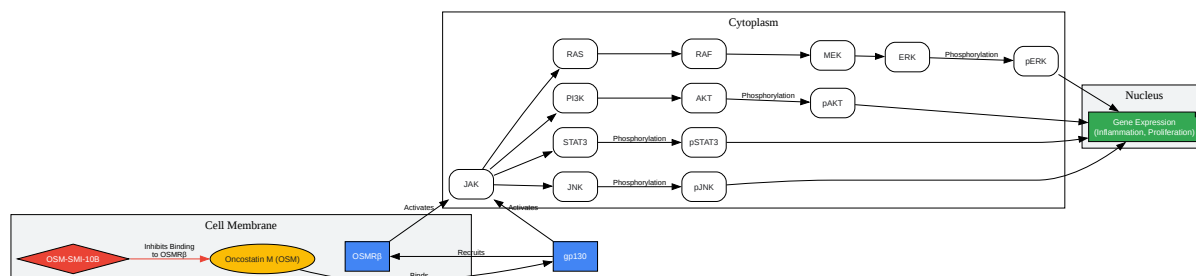 Cytoplasm
RAS
RAF
MEK
ERK
Phosphorylation
pERK
Nucleus
PI3K
AKT
Phosphorylation
pAKT
Gene Expression
(Inflammation, Proliferation)
STAT3
Phosphorylation
pSTAT3
JAK
JNK
Phosphorylation
pJNK
Activates
Activates
Cell Membrane
OSM-SMI-10B
Inhibits Binding
to OSMRβ
Oncostatin M (OSM)
OSMRβ
Recruits
gp130
Binds